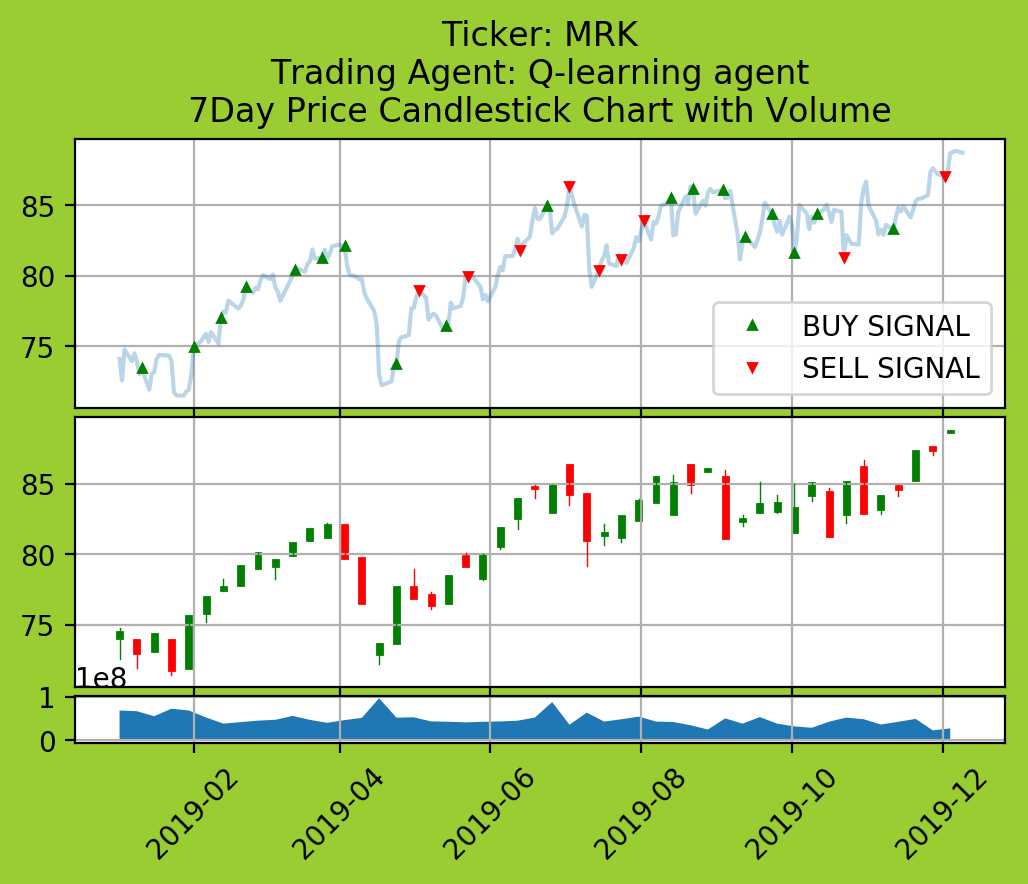 Ticker: MRK
Trading Agent: Q-learning agent
7Day Price Candlestick Chart with Volume
85
80
75
BUY SIGNAL
SELL SIGNAL
85
80
75
1e8
1
0
2019-02
2019-04
2019-06
2019-08
2019-10
2019-12